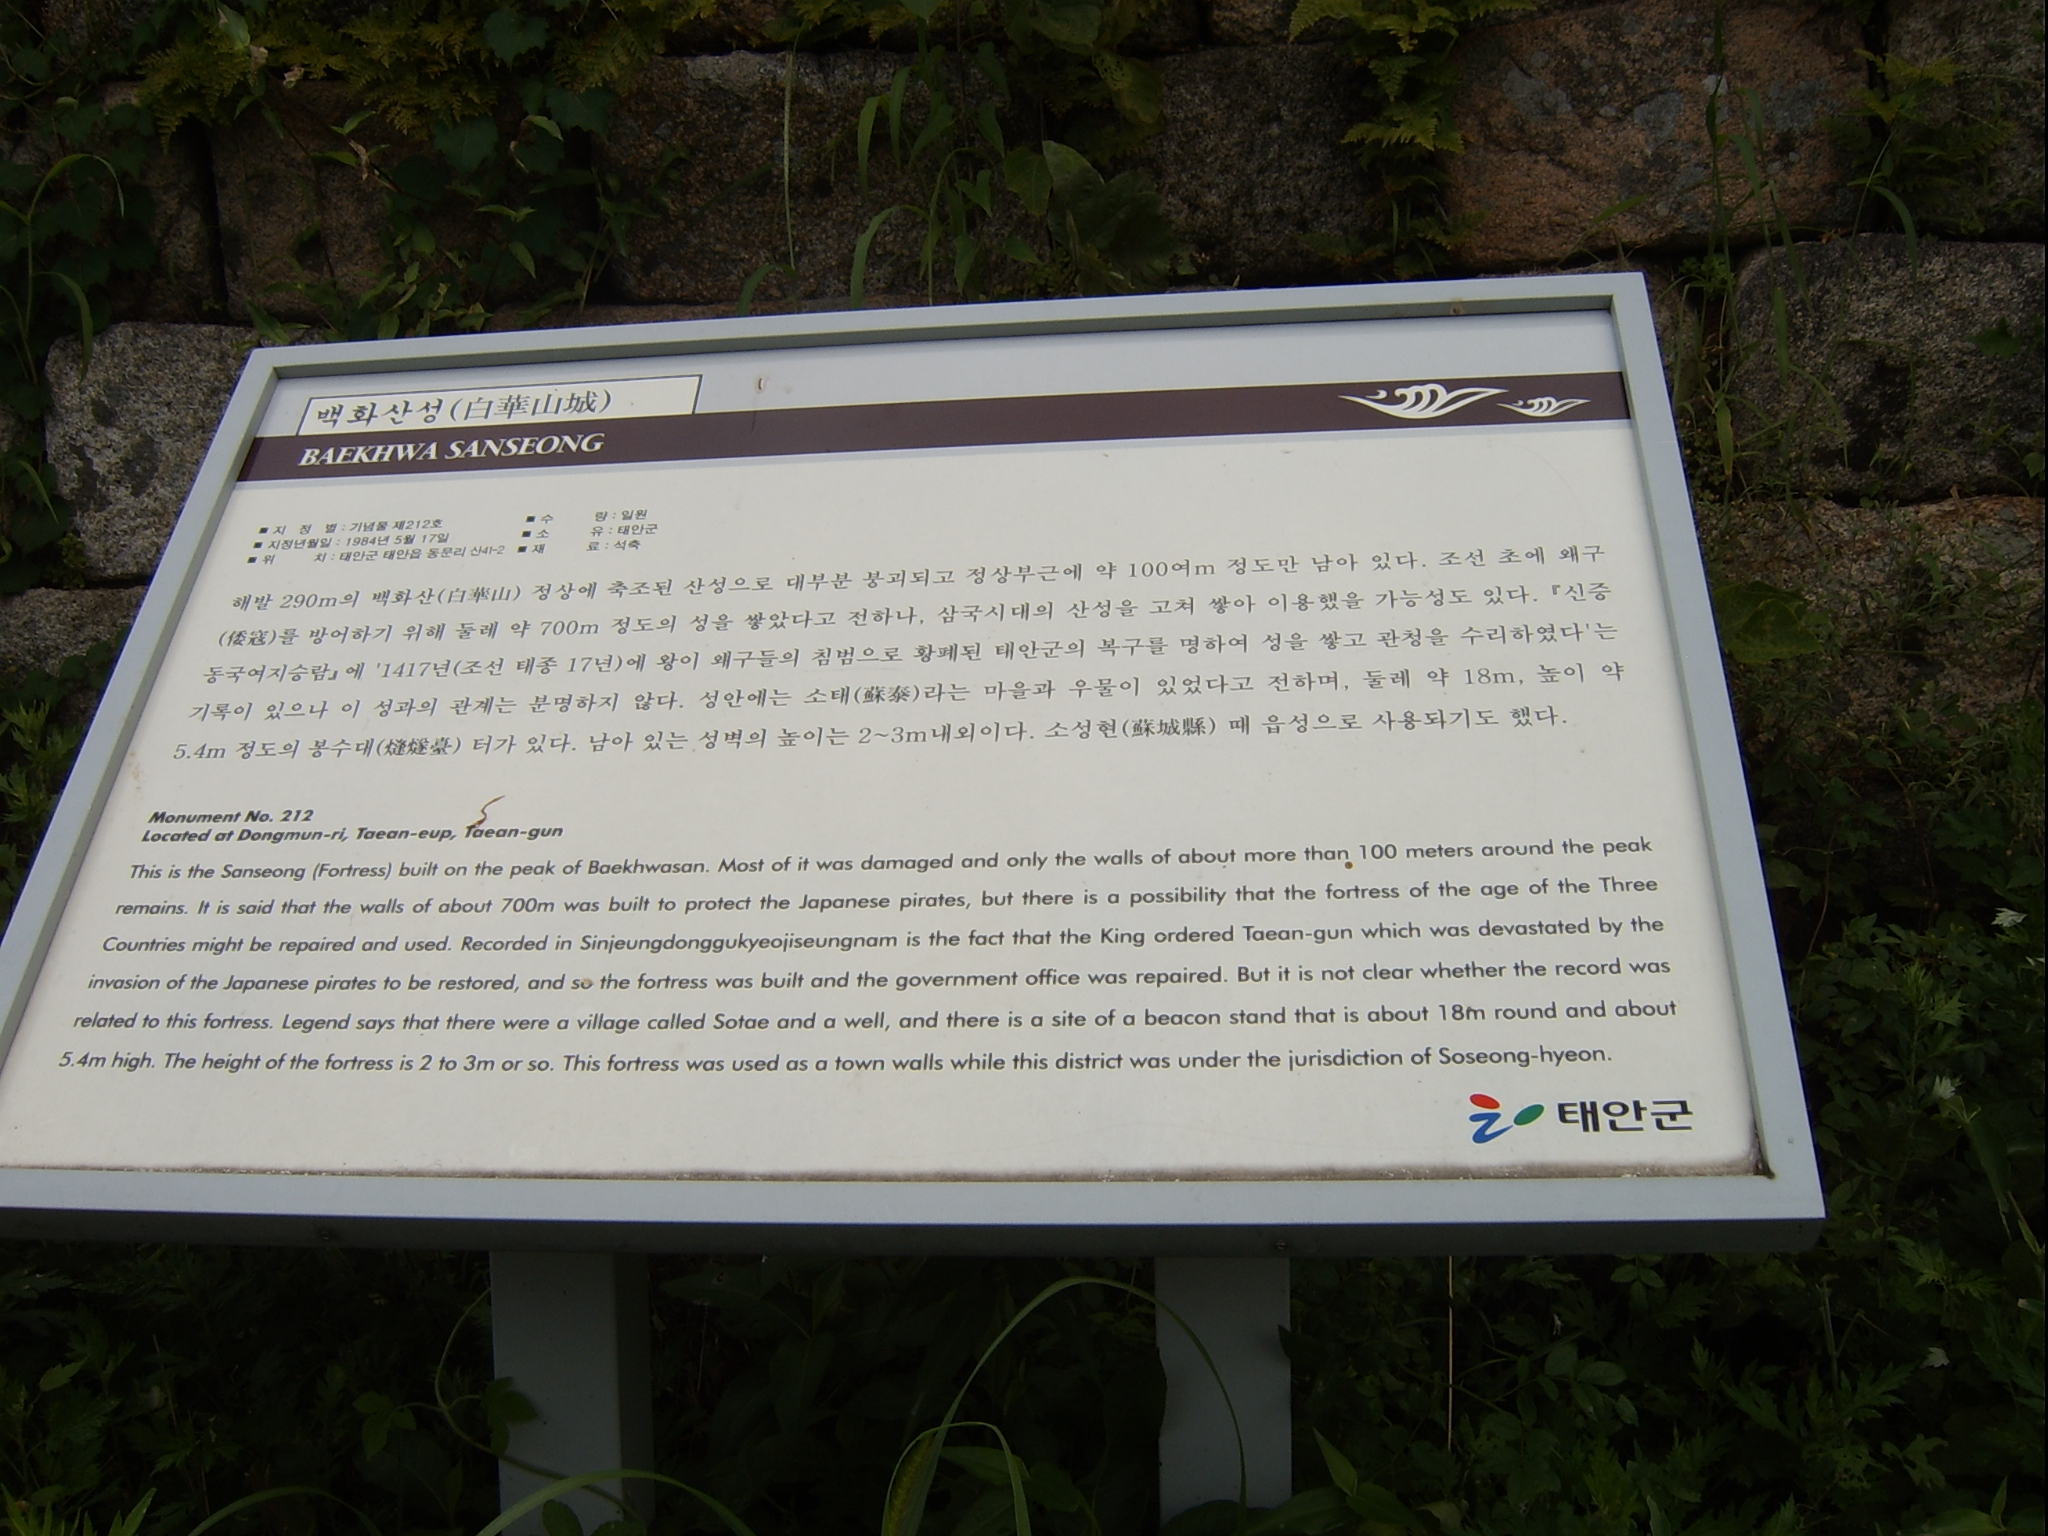 백화산성(白華山城)
BAEKHWA SANSEONG
■ 지 정 별 : 기념물 제212호 ■ 수 량 : 일원
■ 지정년월일 : 1984년 5월 17일 ■ 소 유 : 태안군
■ 위 치 : 태안군 태안읍 동문리 산41-2 ■ 재 료 : 석축
해발 290m의 백화산(白華山) 정상에 축조된 산성으로 대부분 붕괴되고 정상부근에 약 100여m 정도만 남아 있다. 조선 초에 왜구
(倭寇)를 방어하기 위해 둘레 약 700m 정도의 성을 쌓았다고 전하나, 삼국시대의 산성을 고쳐 쌓아 이용했을 가능성도 있다. 『신증
동국여지승람』에 '1417년(조선 태종 17년)에 왕이 왜구들의 침범으로 황폐된 태안군의 복구를 명하여 성을 쌓고 관청을 수리하였다'는
기록이 있으나 이 성과의 관계는 분명하지 않다. 성안에는 소태(蘇泰)라는 마을과 우물이 있었다고 전하며, 둘레 약 18m, 높이 약
5.4m 정도의 봉수대(熢燧臺) 터가 있다. 남아 있는 성벽의 높이는 2~3m내외이다. 소성현(蘇城縣) 때 읍성으로 사용되기도 했다.
Monument No. 212
Located at Dongmun-ri, Taean-eup, Taean-gun
This is the Sanseong (Fortress) built on the peak of Baekhwasan. Most of it was damaged and only the walls of about more than 100 meters around the peak
remains. It is said that the walls of about 700m was built to protect the Japanese pirates, but there is a possibility that the fortress of the age of the Three
Countries might be repaired and used. Recorded in Sinjeungdonggukyeojiseungnam is the fact that the King ordered Taean-gun which was devastated by the
invasion of the Japanese pirates to be restored, and so the fortress was built and the government office was repaired. But it is not clear whether the record was
related to this fortress. Legend says that there were a village called Sotae and a well, and there is a site of a beacon stand that is about 18m round and about
5.4m high. The height of the fortress is 2 to 3m or so. This fortress was used as a town walls while this district was under the jurisdiction of Soseong-hyeon.
태안군